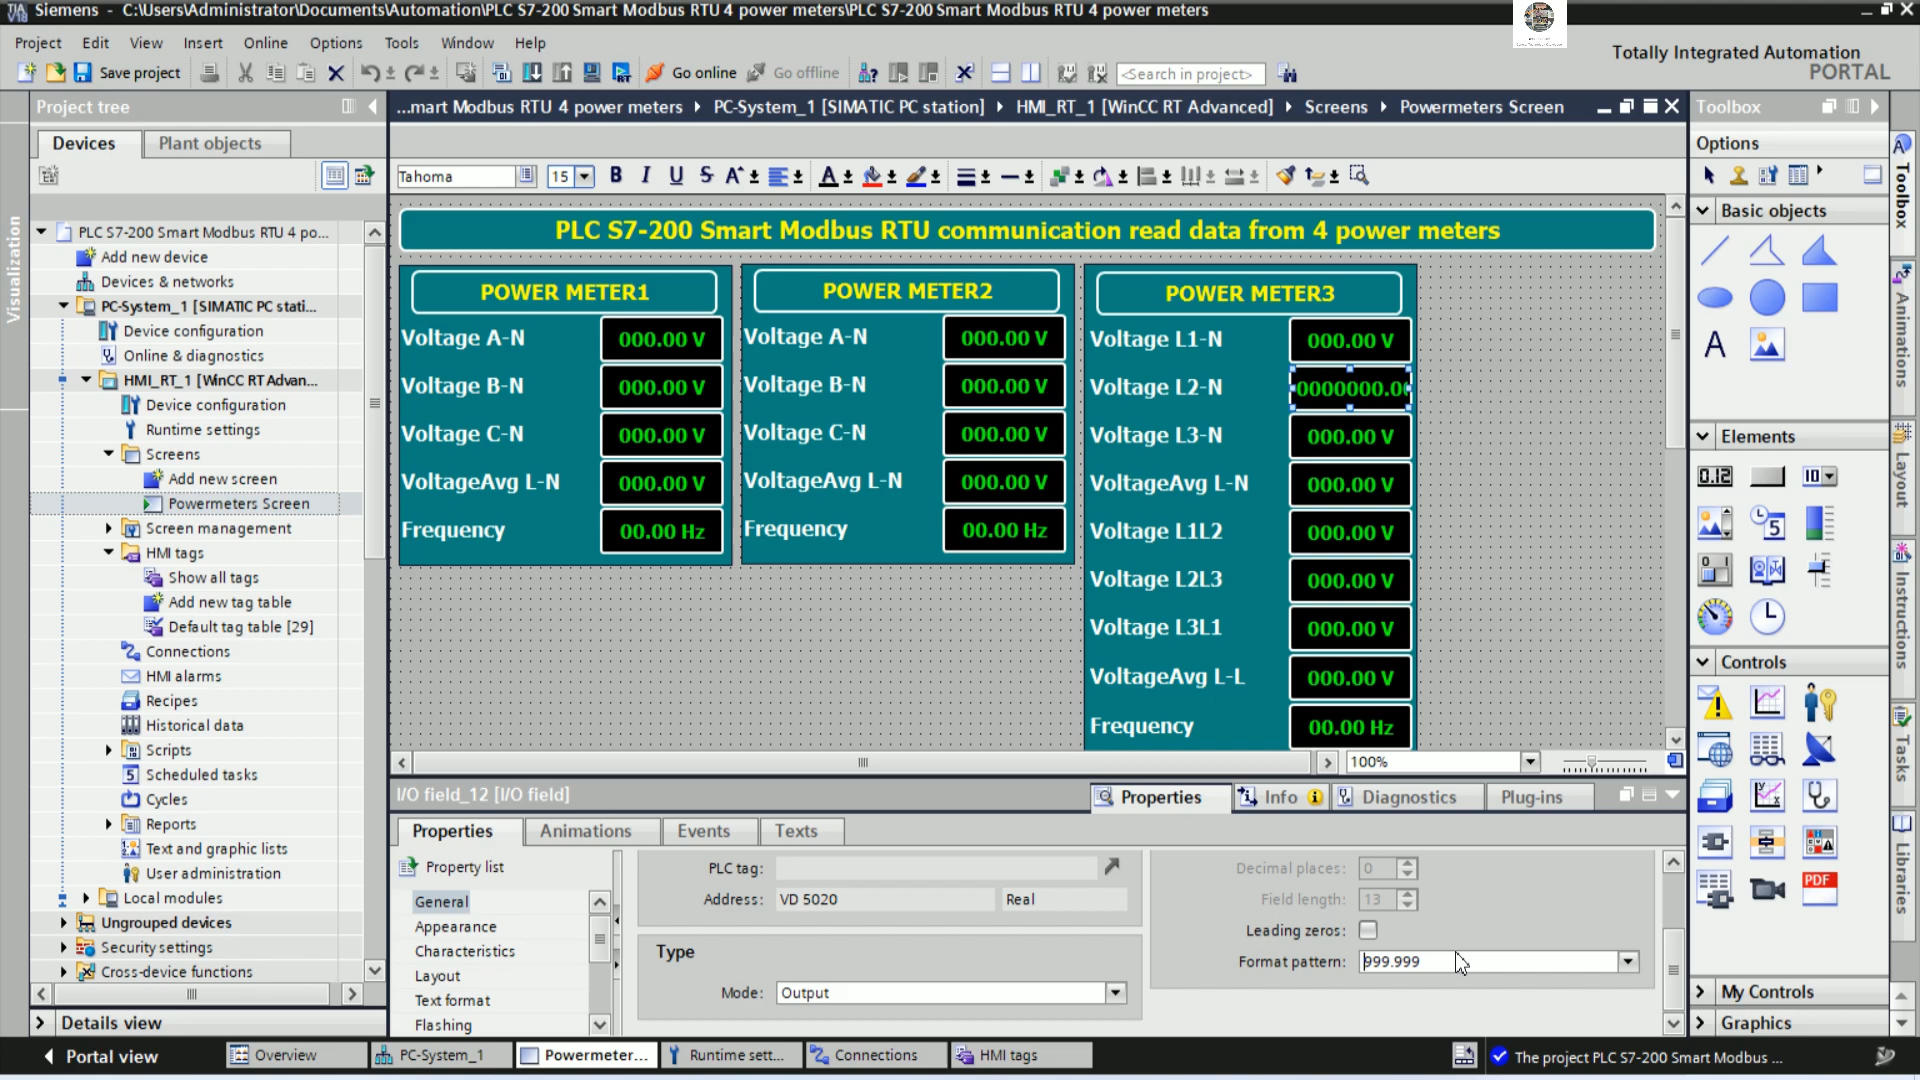 Siemens - C:\Users\Administrator\Documents\Automation\PLC S7-200 Smart Modbus RTU 4 power meters\PLC S7-200 Smart Modbus RTU 4 power meters
Project Edit View Insert Online Options Tools Window Help
Totally Integrated Automation
PORTAL
Save project
Go online
Go offline
<Search in project>
Project tree
...mart Modbus RTU 4 power meters
PC-System_1 [SIMATIC PC station]
HMI_RT_1 [WinCC RT Advanced]
Screens
Powermeters Screen
Toolbox
Devices
Plant objects
Options
Tahoma
15
B I U S
Visualization
PLC S7-200 Smart Modbus RTU 4 po...
Add new device
Devices & networks
PC-System_1 [SIMATIC PC stati...
Device configuration
Online & diagnostics
HMI_RT_1 [WinCC RT Advan...
Device configuration
Runtime settings
Screens
Add new screen
Powermeters Screen
Screen management
HMI tags
Show all tags
Add new tag table
Default tag table [29]
Connections
HMI alarms
Recipes
Historical data
Scripts
Scheduled tasks
Cycles
Reports
Text and graphic lists
User administration
Local modules
Ungrouped devices
Security settings
Cross-device functions
Details view
PLC S7-200 Smart Modbus RTU communication read data from 4 power meters
POWER METER1
Voltage A-N 000.00 V
Voltage B-N 000.00 V
Voltage C-N 000.00 V
VoltageAvg L-N 000.00 V
Frequency 00.00 Hz
POWER METER2
Voltage A-N 000.00 V
Voltage B-N 000.00 V
Voltage C-N 000.00 V
VoltageAvg L-N 000.00 V
Frequency 00.00 Hz
POWER METER3
Voltage L1-N 000.00 V
Voltage L2-N 0000000.00
Voltage L3-N 000.00 V
VoltageAvg L-N 000.00 V
Voltage L1L2 000.00 V
Voltage L2L3 000.00 V
Voltage L3L1 000.00 V
VoltageAvg L-L 000.00 V
Frequency 00.00 Hz
100%
I/O field_12 [I/O field]
Properties
Info
Diagnostics
Plug-ins
Properties
Animations
Events
Texts
Property list
General
Appearance
Characteristics
Layout
Text format
Flashing
PLC tag:
Address: VD 5020 Real
Type
Mode: Output
Decimal places: 0
Field length: 13
Leading zeros:
Format pattern: 999.999
Basic objects
A
Elements
0.12
10
5
Controls
PDF
My Controls
Graphics
Toolbox
Animations
Layout
Instructions
Tasks
Libraries
Portal view
Overview
PC-System_1
Powermeter...
Runtime sett...
Connections
HMI tags
The project PLC S7-200 Smart Modbus ...